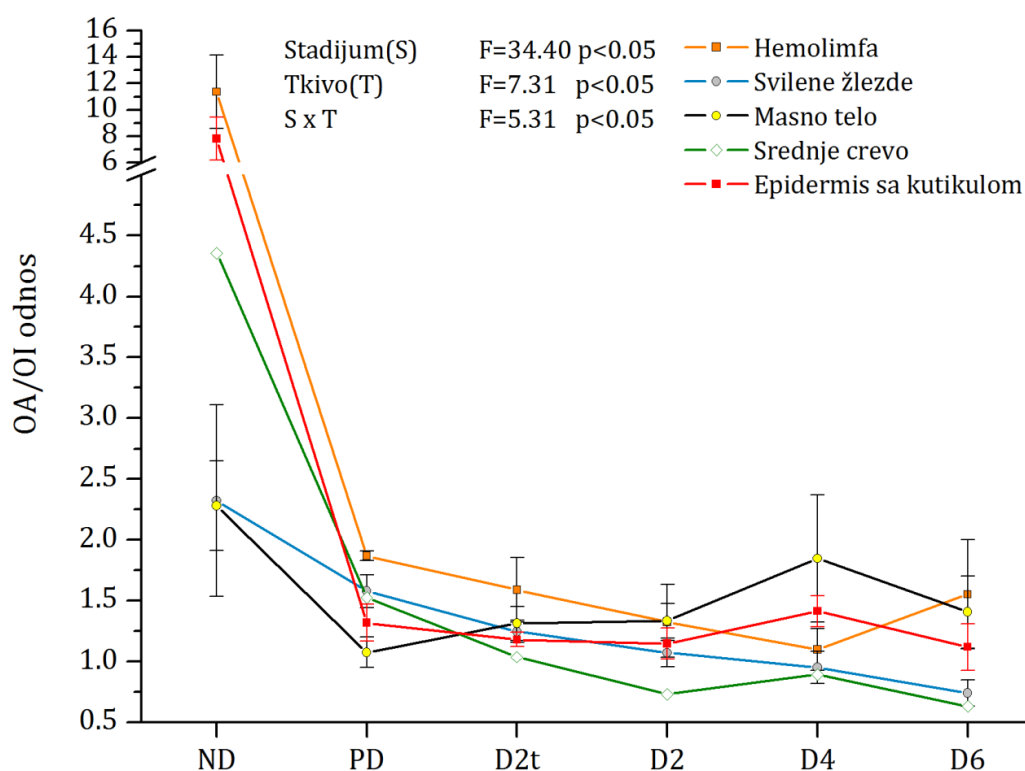 16
14
12
10
8
6
4.5
4.0
3.5
3.0
2.5
2.0
1.5
1.0
0.5
OA/OI odnos
Stadijum(S) F=34.40 p<0.05
Tkivo(T) F=7.31 p<0.05
S x T F=5.31 p<0.05
Hemolimfa
Svilene žlezde
Masno telo
Srednje crevo
Epidermis sa kutikulom
ND PD D2t D2 D4 D6